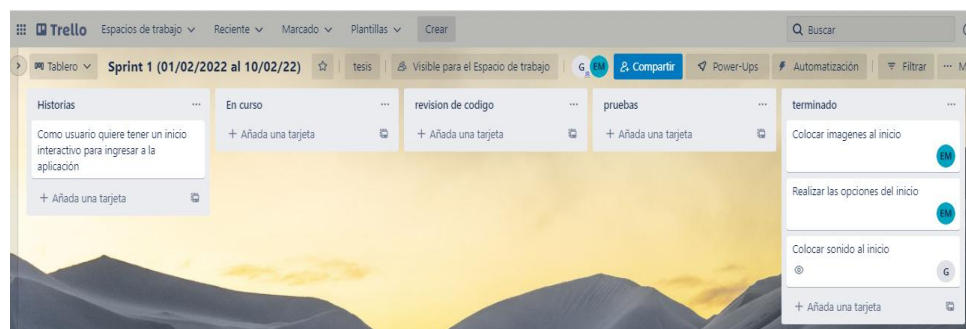 Trello Espacios de trabajo Reciente Marcado Plantillas Crear Buscar
Tablero Sprint 1 (01/02/2022 al 10/02/22) tesis Visible para el Espacio de trabajo G EM Compartir Power-Ups Automatización Filtrar ... M
Historias ... En curso ... revision de codigo ... pruebas ... terminado ...
Como usuario quiere tener un inicio
interactivo para ingresar a la
aplicación
+ Añada una tarjeta
+ Añada una tarjeta
+ Añada una tarjeta
+ Añada una tarjeta
Colocar imagenes al inicio
EM
Realizar las opciones del inicio
EM
Colocar sonido al inicio
G
+ Añada una tarjeta